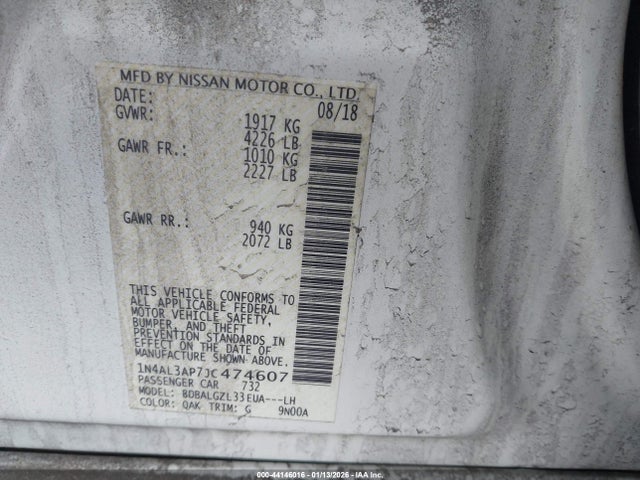 MFD BY NISSAN MOTOR CO., LTD.
DATE: 08/18
GVWR: 1917 KG
4226 LB
GAWR FR.: 1010 KG
2227 LB
GAWR RR.: 940 KG
2072 LB
THIS VEHICLE CONFORMS TO
ALL APPLICABLE FEDERAL
MOTOR VEHICLE SAFETY,
BUMPER, AND THEFT
PREVENTION STANDARDS IN
EFFECT ON THE DATE OF
MANUFACTURE SHOWN ABOVE.
1N4AL3AP7JC474607
PASSENGER CAR 732
MODEL: BDBALGZL33EUA---LH
COLOR: QAK TRIM: G 9N00A
000-44146016 - 01/13/2026 - IAA Inc.